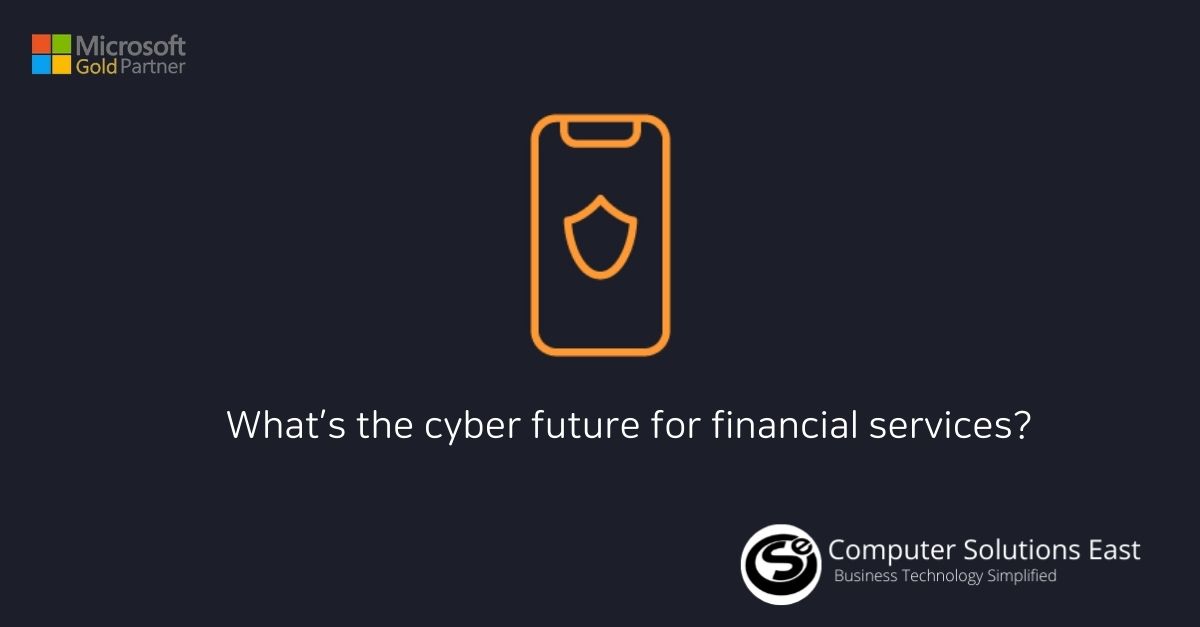 Microsoft
Gold Partner
What's the cyber future for financial services?
Se
Computer Solutions East
Business Technology Simplified